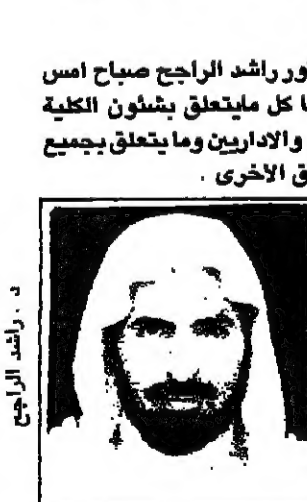 ور راشد الراجح صباح امس
ا كل مايتعلق بشئون الكلية
والاداريين وما يتعلق بجميع
ق الاخرى .
د . راشد الراجح